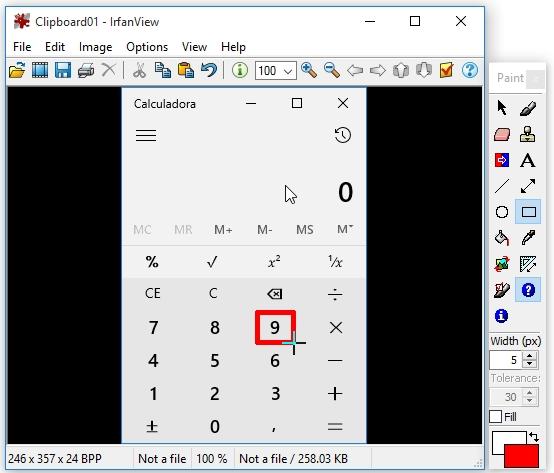 Clipboard01 - IrfanView
File Edit Image Options View Help
100
Calculadora
0
MC MR M+ M- MS M˅
% √ x² ¹/x
CE C ÷
7 8 9 ×
4 5 6 −
1 2 3 +
± 0 , =
246 x 357 x 24 BPP Not a file 100 % Not a file / 258.03 KB
Paint
A
Width (px)
5
Tolerance:
30
Fill